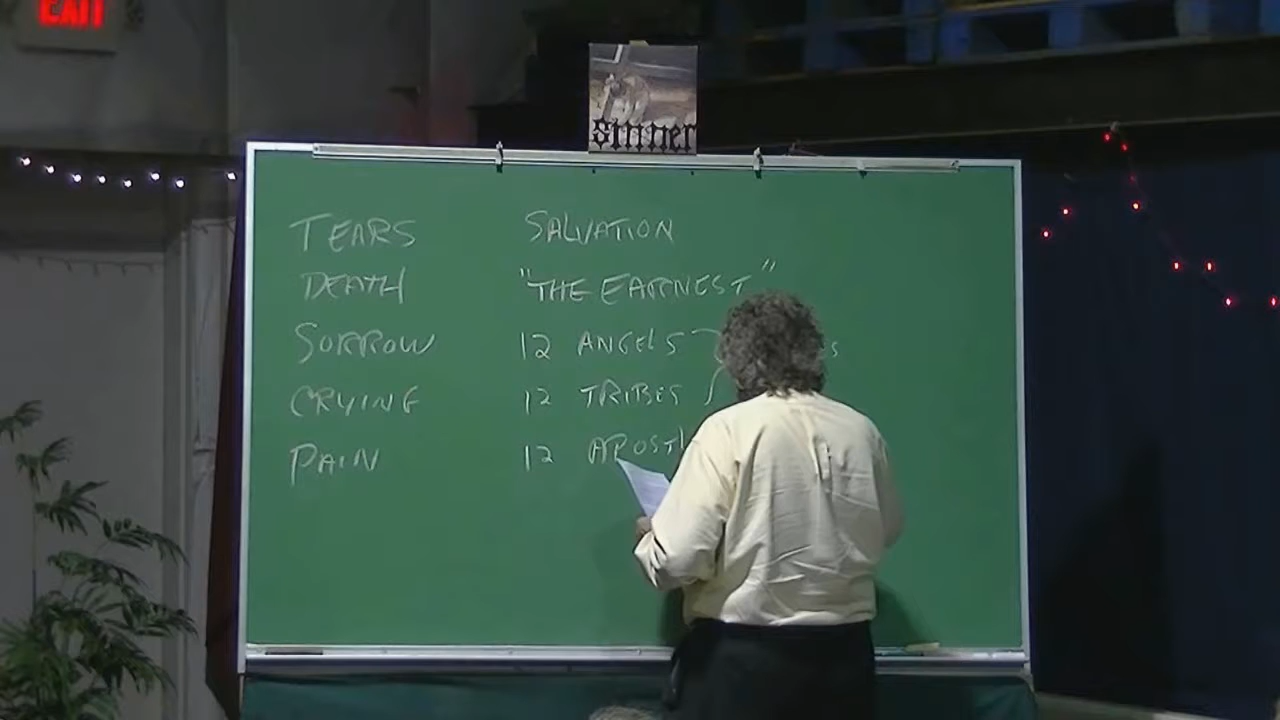 EXIT
sinner
TEARS SALVATION
DEATH "THE EARNEST"
SORROW 12 ANGELS
CRYING 12 TRIBES
PAIN 12